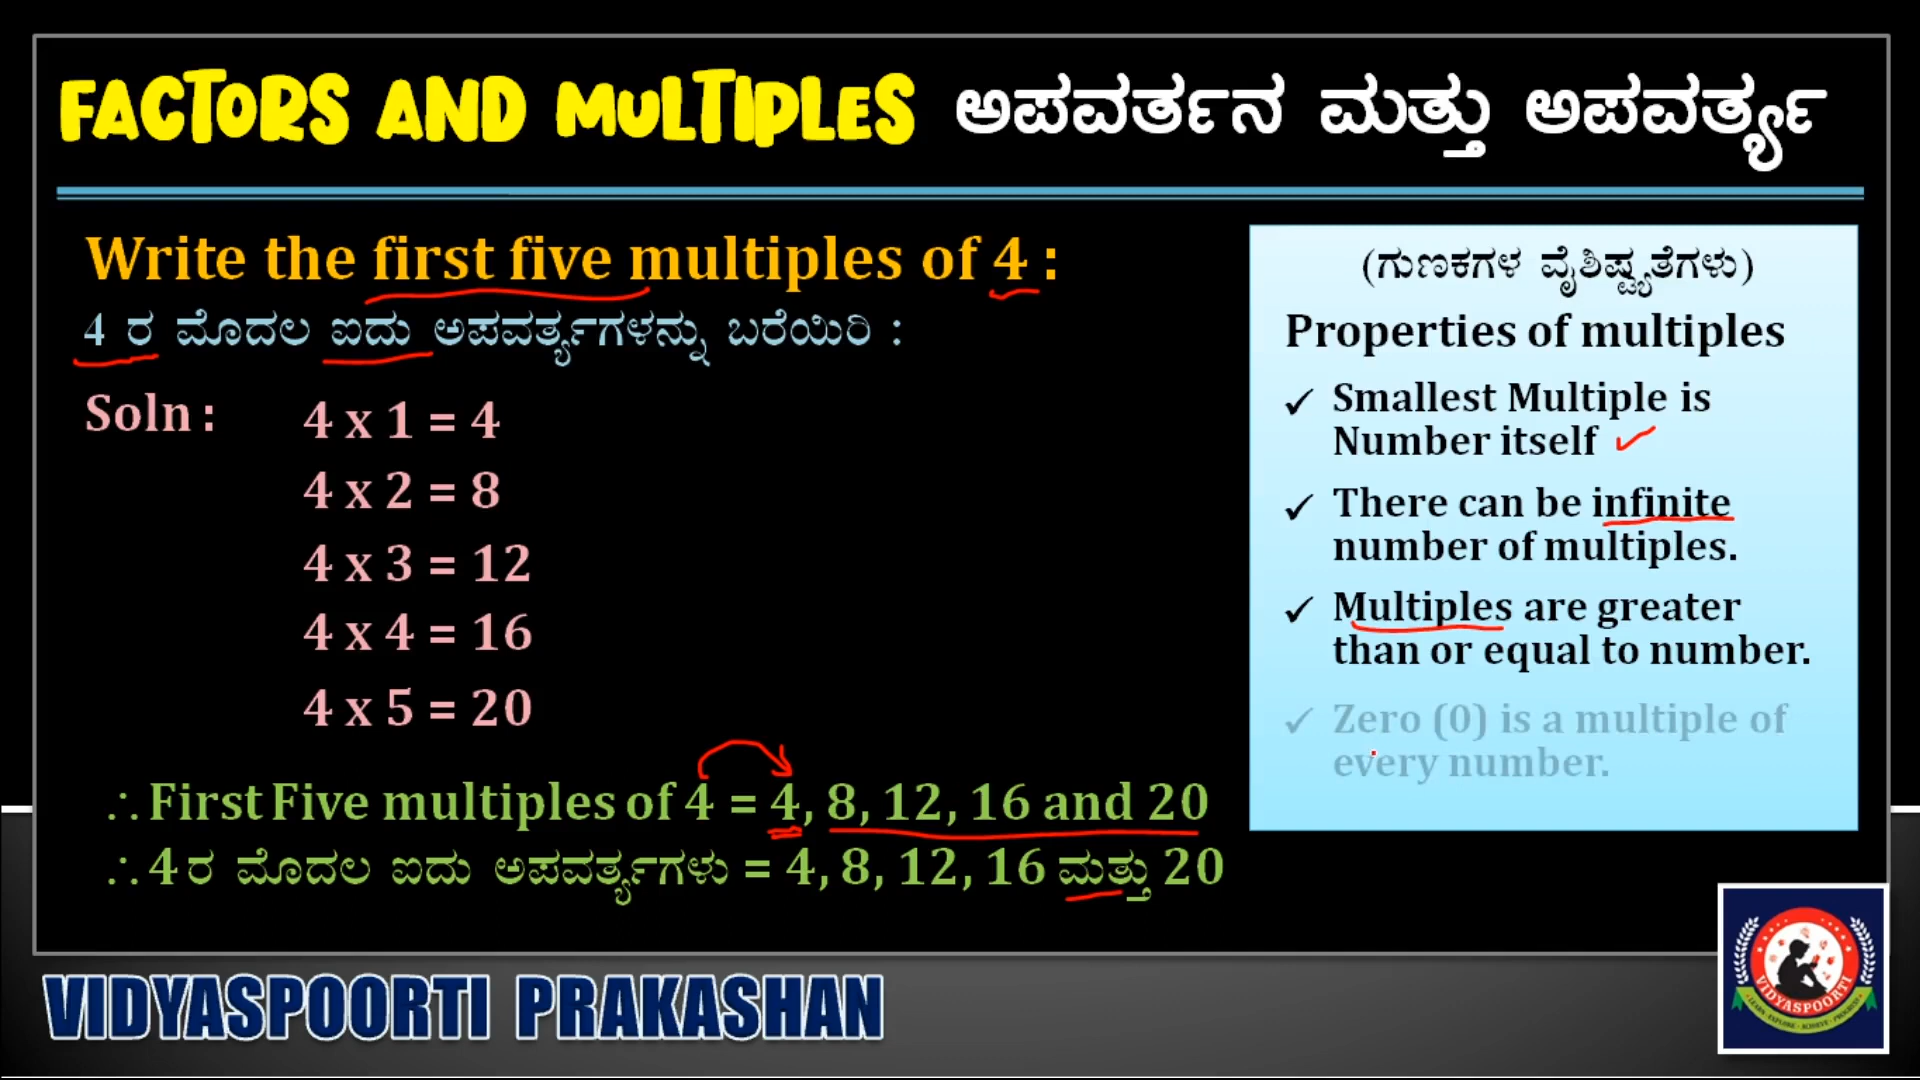 FACTORS AND MULTIPLES ಅಪವರ್ತನ ಮತ್ತು ಅಪವರ್ತ್ಯ
Write the first five multiples of 4 :
4 ರ ಮೊದಲ ಐದು ಅಪವರ್ತ್ಯಗಳನ್ನು ಬರೆಯಿರಿ :
Soln :
4 x 1 = 4
4 x 2 = 8
4 x 3 = 12
4 x 4 = 16
4 x 5 = 20
∴ First Five multiples of 4 = 4, 8, 12, 16 and 20
∴ 4 ರ ಮೊದಲ ಐದು ಅಪವರ್ತ್ಯಗಳು = 4, 8, 12, 16 ಮತ್ತು 20
(ಗುಣಕಗಳ ವೈಶಿಷ್ಟ್ಯತೆಗಳು)
Properties of multiples
✓ Smallest Multiple is
Number itself
✓ There can be infinite
number of multiples.
✓ Multiples are greater
than or equal to number.
✓ Zero (0) is a multiple of
every number.
VIDYASPOORTI PRAKASHAN
VIDYASPOORTI